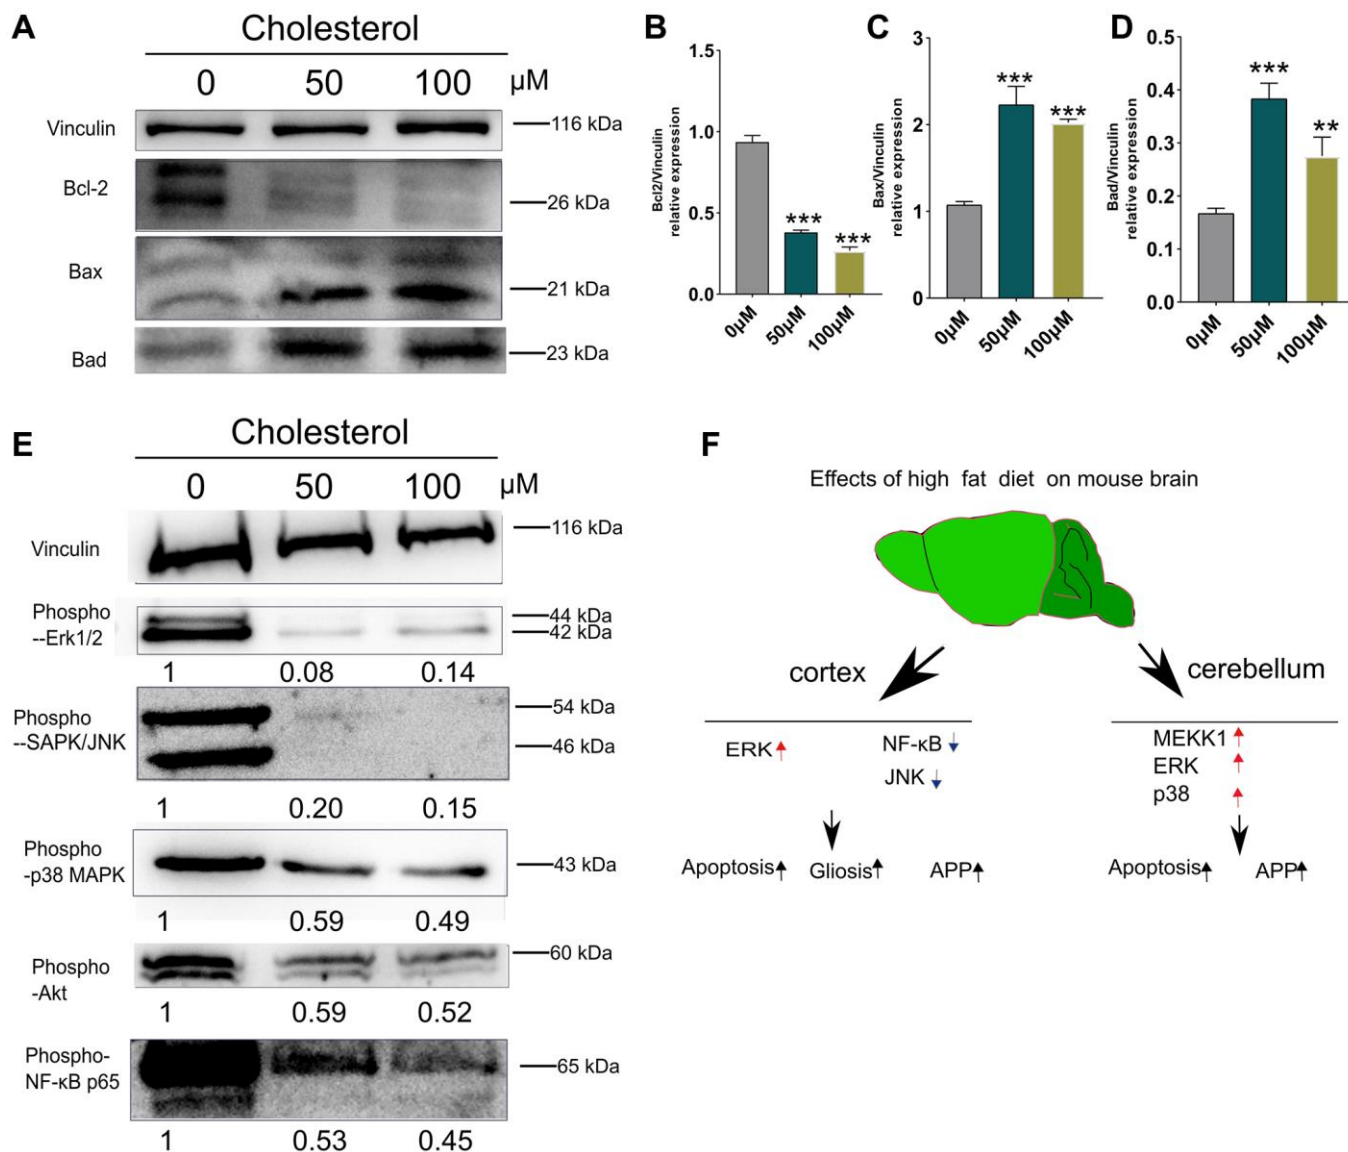 A
Cholesterol
0 50 100 μM
Vinculin
116 kDa
Bcl-2
26 kDa
Bax
21 kDa
Bad
23 kDa
B
1.5
1.0
0.5
0.0
Bcl2/Vinculin
relative expression
***
***
0μM
50μM
100μM
C
3
2
1
0
Bax/Vinculin
relative expression
***
***
0μM
50μM
100μM
D
0.5
0.4
0.3
0.2
0.1
0.0
Bad/Vinculin
relative expression
***
**
0μM
50μM
100μM
E
Cholesterol
0 50 100 μM
Vinculin
116 kDa
Phospho
--Erk1/2
44 kDa
42 kDa
1 0.08 0.14
Phospho
--SAPK/JNK
54 kDa
46 kDa
1 0.20 0.15
Phospho
-p38 MAPK
43 kDa
1 0.59 0.49
Phospho
-Akt
60 kDa
1 0.59 0.52
Phospho-
NF-κB p65
65 kDa
1 0.53 0.45
F
Effects of high fat diet on mouse brain
cortex
cerebellum
ERK
NF-κB
JNK
MEKK1
ERK
p38
Apoptosis Gliosis APP
Apoptosis APP